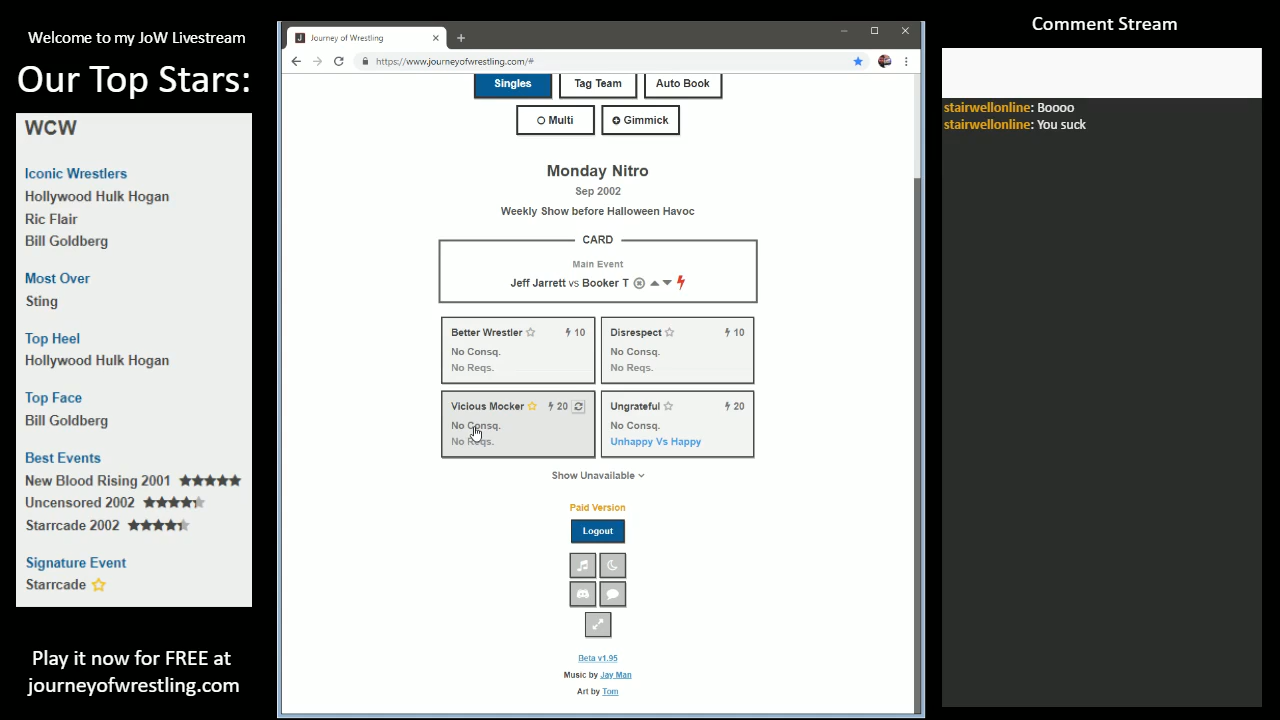 Welcome to my JoW Livestream
Our Top Stars:
WCW
Iconic Wrestlers
Hollywood Hulk Hogan
Ric Flair
Bill Goldberg
Most Over
Sting
Top Heel
Hollywood Hulk Hogan
Top Face
Bill Goldberg
Best Events
New Blood Rising 2001
Uncensored 2002
Starrcade 2002
Signature Event
Starrcade
Play it now for FREE at
journeyofwrestling.com
Journey of Wrestling
https://www.journeyofwrestling.com/#
Singles
Tag Team
Auto Book
Multi
Gimmick
Monday Nitro
Sep 2002
Weekly Show before Halloween Havoc
CARD
Main Event
Jeff Jarrett vs Booker T
Better Wrestler 10
No Consq.
No Reqs.
Disrespect 10
No Consq.
No Reqs.
Vicious Mocker 20
No Consq.
No Reqs.
Ungrateful 20
No Consq.
Unhappy Vs Happy
Show Unavailable
Paid Version
Logout
Beta v1.95
Music by Jay Man
Art by Tom
Comment Stream
stairwellonline: Boooo
stairwellonline: You suck